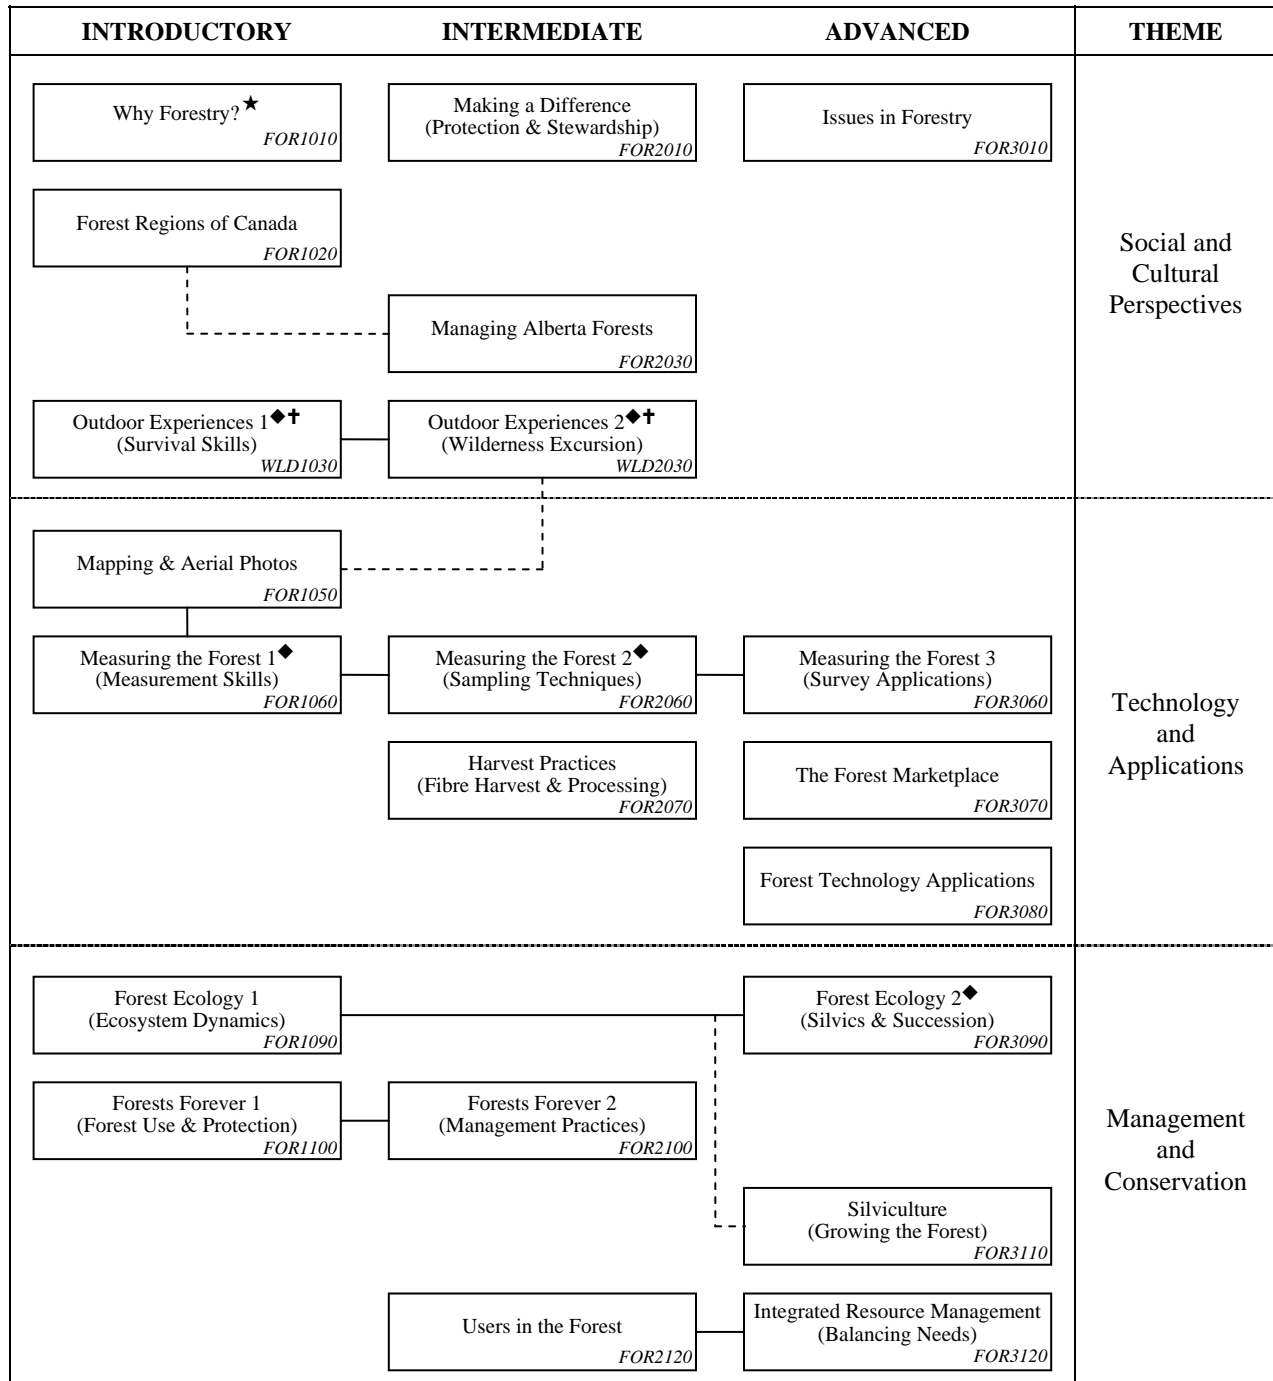 INTRODUCTORY INTERMEDIATE ADVANCED THEME
Why Forestry?★
FOR1010
Making a Difference
(Protection & Stewardship)
FOR2010
Issues in Forestry
FOR3010
Forest Regions of Canada
FOR1020
Managing Alberta Forests
FOR2030
Outdoor Experiences 1◆✝
(Survival Skills)
WLD1030
Outdoor Experiences 2◆✝
(Wilderness Excursion)
WLD2030
Social and
Cultural
Perspectives
Mapping & Aerial Photos
FOR1050
Measuring the Forest 1◆
(Measurement Skills)
FOR1060
Measuring the Forest 2◆
(Sampling Techniques)
FOR2060
Measuring the Forest 3
(Survey Applications)
FOR3060
Harvest Practices
(Fibre Harvest & Processing)
FOR2070
The Forest Marketplace
FOR3070
Forest Technology Applications
FOR3080
Technology
and
Applications
Forest Ecology 1
(Ecosystem Dynamics)
FOR1090
Forest Ecology 2◆
(Silvics & Succession)
FOR3090
Forests Forever 1
(Forest Use & Protection)
FOR1100
Forests Forever 2
(Management Practices)
FOR2100
Silviculture
(Growing the Forest)
FOR3110
Users in the Forest
FOR2120
Integrated Resource Management
(Balancing Needs)
FOR3120
Management
and
Conservation